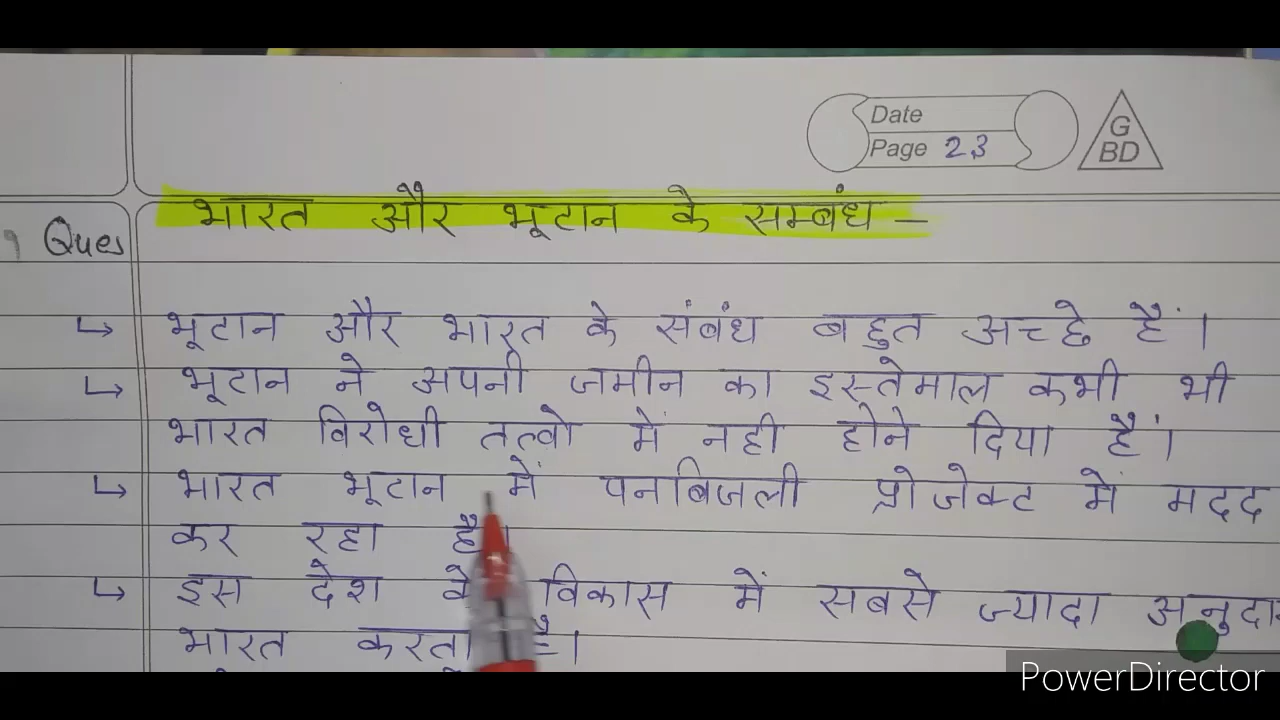 Date
Page 23
G
BD
भारत और भूटान के सम्बंध –
Ques
↳ भूटान और भारत के संबंध बहुत अच्छे हैं।
↳ भूटान ने अपनी जमीन का इस्तेमाल कभी भी
भारत विरोधी तत्वो में नही होने दिया हैं।
↳ भारत भूटान में पनबिजली प्रोजेक्ट में मदद
कर रहा है।
↳ इस देश के विकास में सबसे ज्यादा
भारत करता है।
PowerDirector